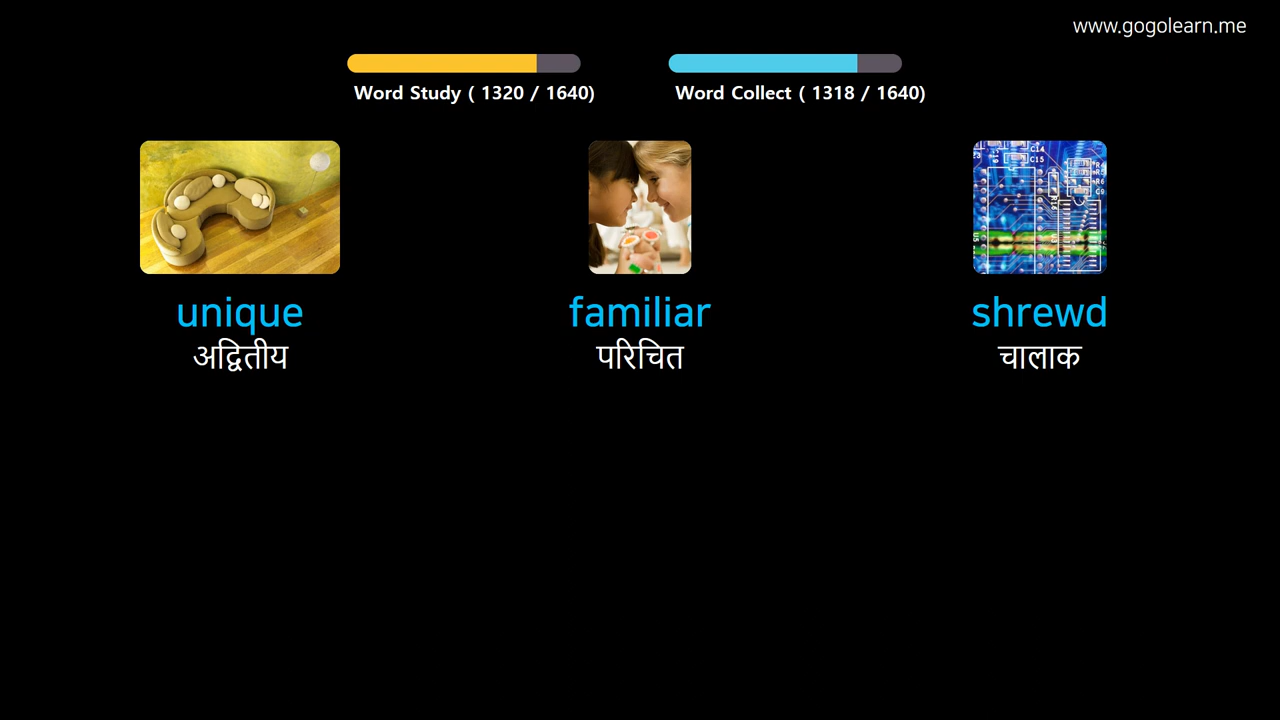 www.gogolearn.me
Word Study ( 1320 / 1640)
Word Collect ( 1318 / 1640)
unique
familiar
shrewd
अद्वितीय
परिचित
चालाक